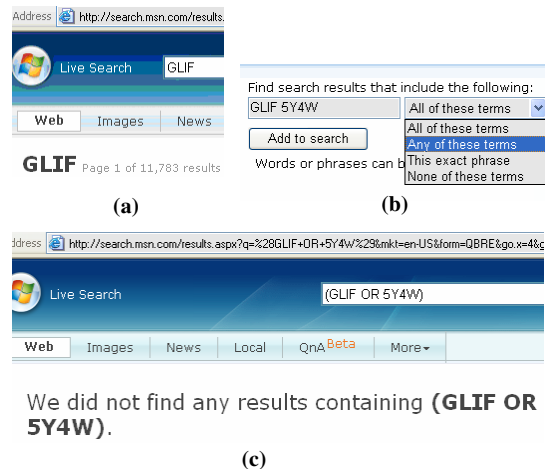 Address http://search.msn.com/results.
Live Search GLIF
Web Images News
GLIF Page 1 of 11,783 results
(a)
Find search results that include the following:
GLIF 5Y4W All of these terms
All of these terms
Add to search Any of these terms
This exact phrase
Words or phrases can b None of these terms
(b)
ddress http://search.msn.com/results.aspx?q=%28GLIF+OR+5Y4W%29&mkt=en-US&form=QBRE&go.x=4&g
Live Search (GLIF OR 5Y4W)
Web Images News Local QnA Beta More
We did not find any results containing (GLIF OR
5Y4W).
(c)